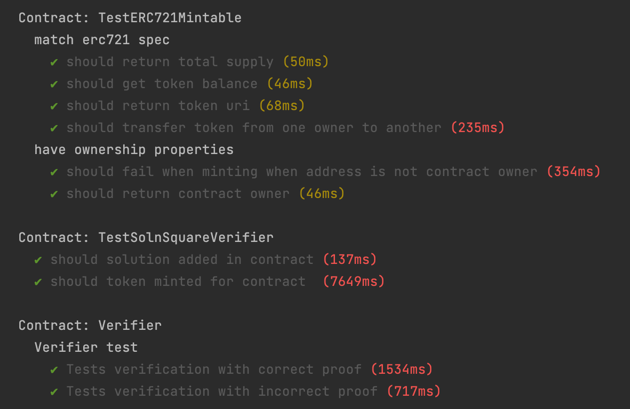 Contract: TestERC721Mintable
match erc721 spec
✔ should return total supply (50ms)
✔ should get token balance (46ms)
✔ should return token uri (68ms)
✔ should transfer token from one owner to another (235ms)
have ownership properties
✔ should fail when minting when address is not contract owner (354ms)
✔ should return contract owner (46ms)
Contract: TestSolnSquareVerifier
✔ should solution added in contract (137ms)
✔ should token minted for contract  (7649ms)
Contract: Verifier
Verifier test
✔ Tests verification with correct proof (1534ms)
✔ Tests verification with incorrect proof (717ms)